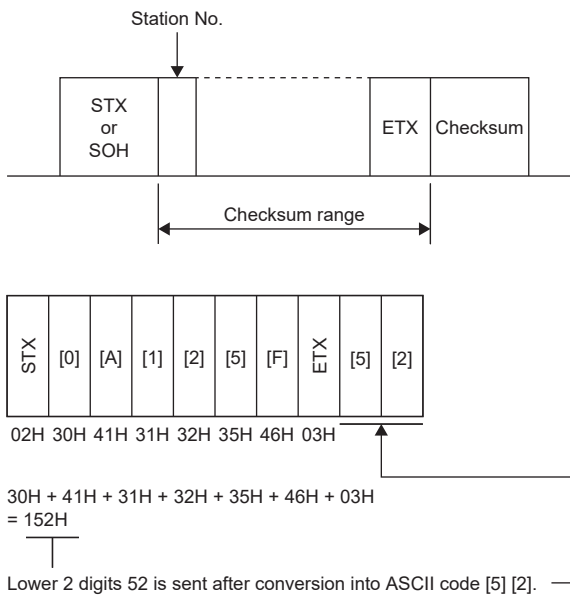 Station No.
STX
or
SOH
ETX
Checksum
Checksum range
STX [0] [A] [1] [2] [5] [F] ETX [5] [2]
02H 30H 41H 31H 32H 35H 46H 03H
30H + 41H + 31H + 32H + 35H + 46H + 03H
= 152H
Lower 2 digits 52 is sent after conversion into ASCII code [5] [2].